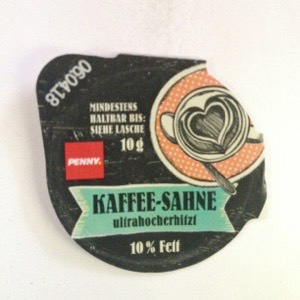 060418
MINDESTENS
HALTBAR BIS:
SIEHE LASCHE
10g
PENNY.
KAFFEE-SAHNE
ultrahocherhitzt
10% Fett